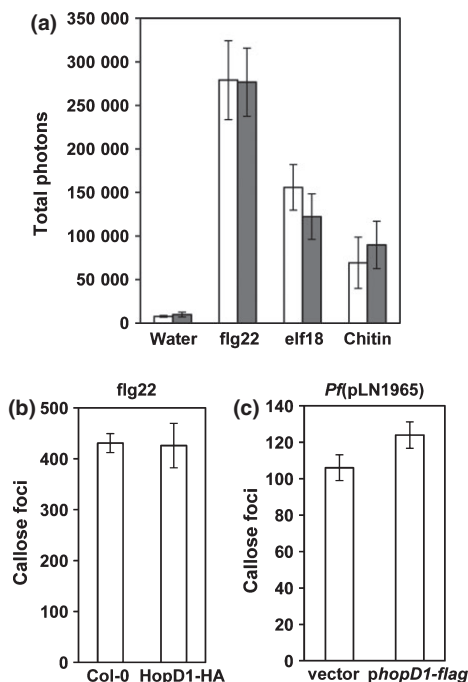 (a)
Total photons
350 000
300 000
250 000
200 000
150 000
100 000
50 000
0
Water flg22 elf18 Chitin
(b)
flg22
Callose foci
500
400
300
200
100
0
Col-0 HopD1-HA
(c)
Pf(pLN1965)
Callose foci
140
120
100
80
60
40
20
0
vector phopD1-flag